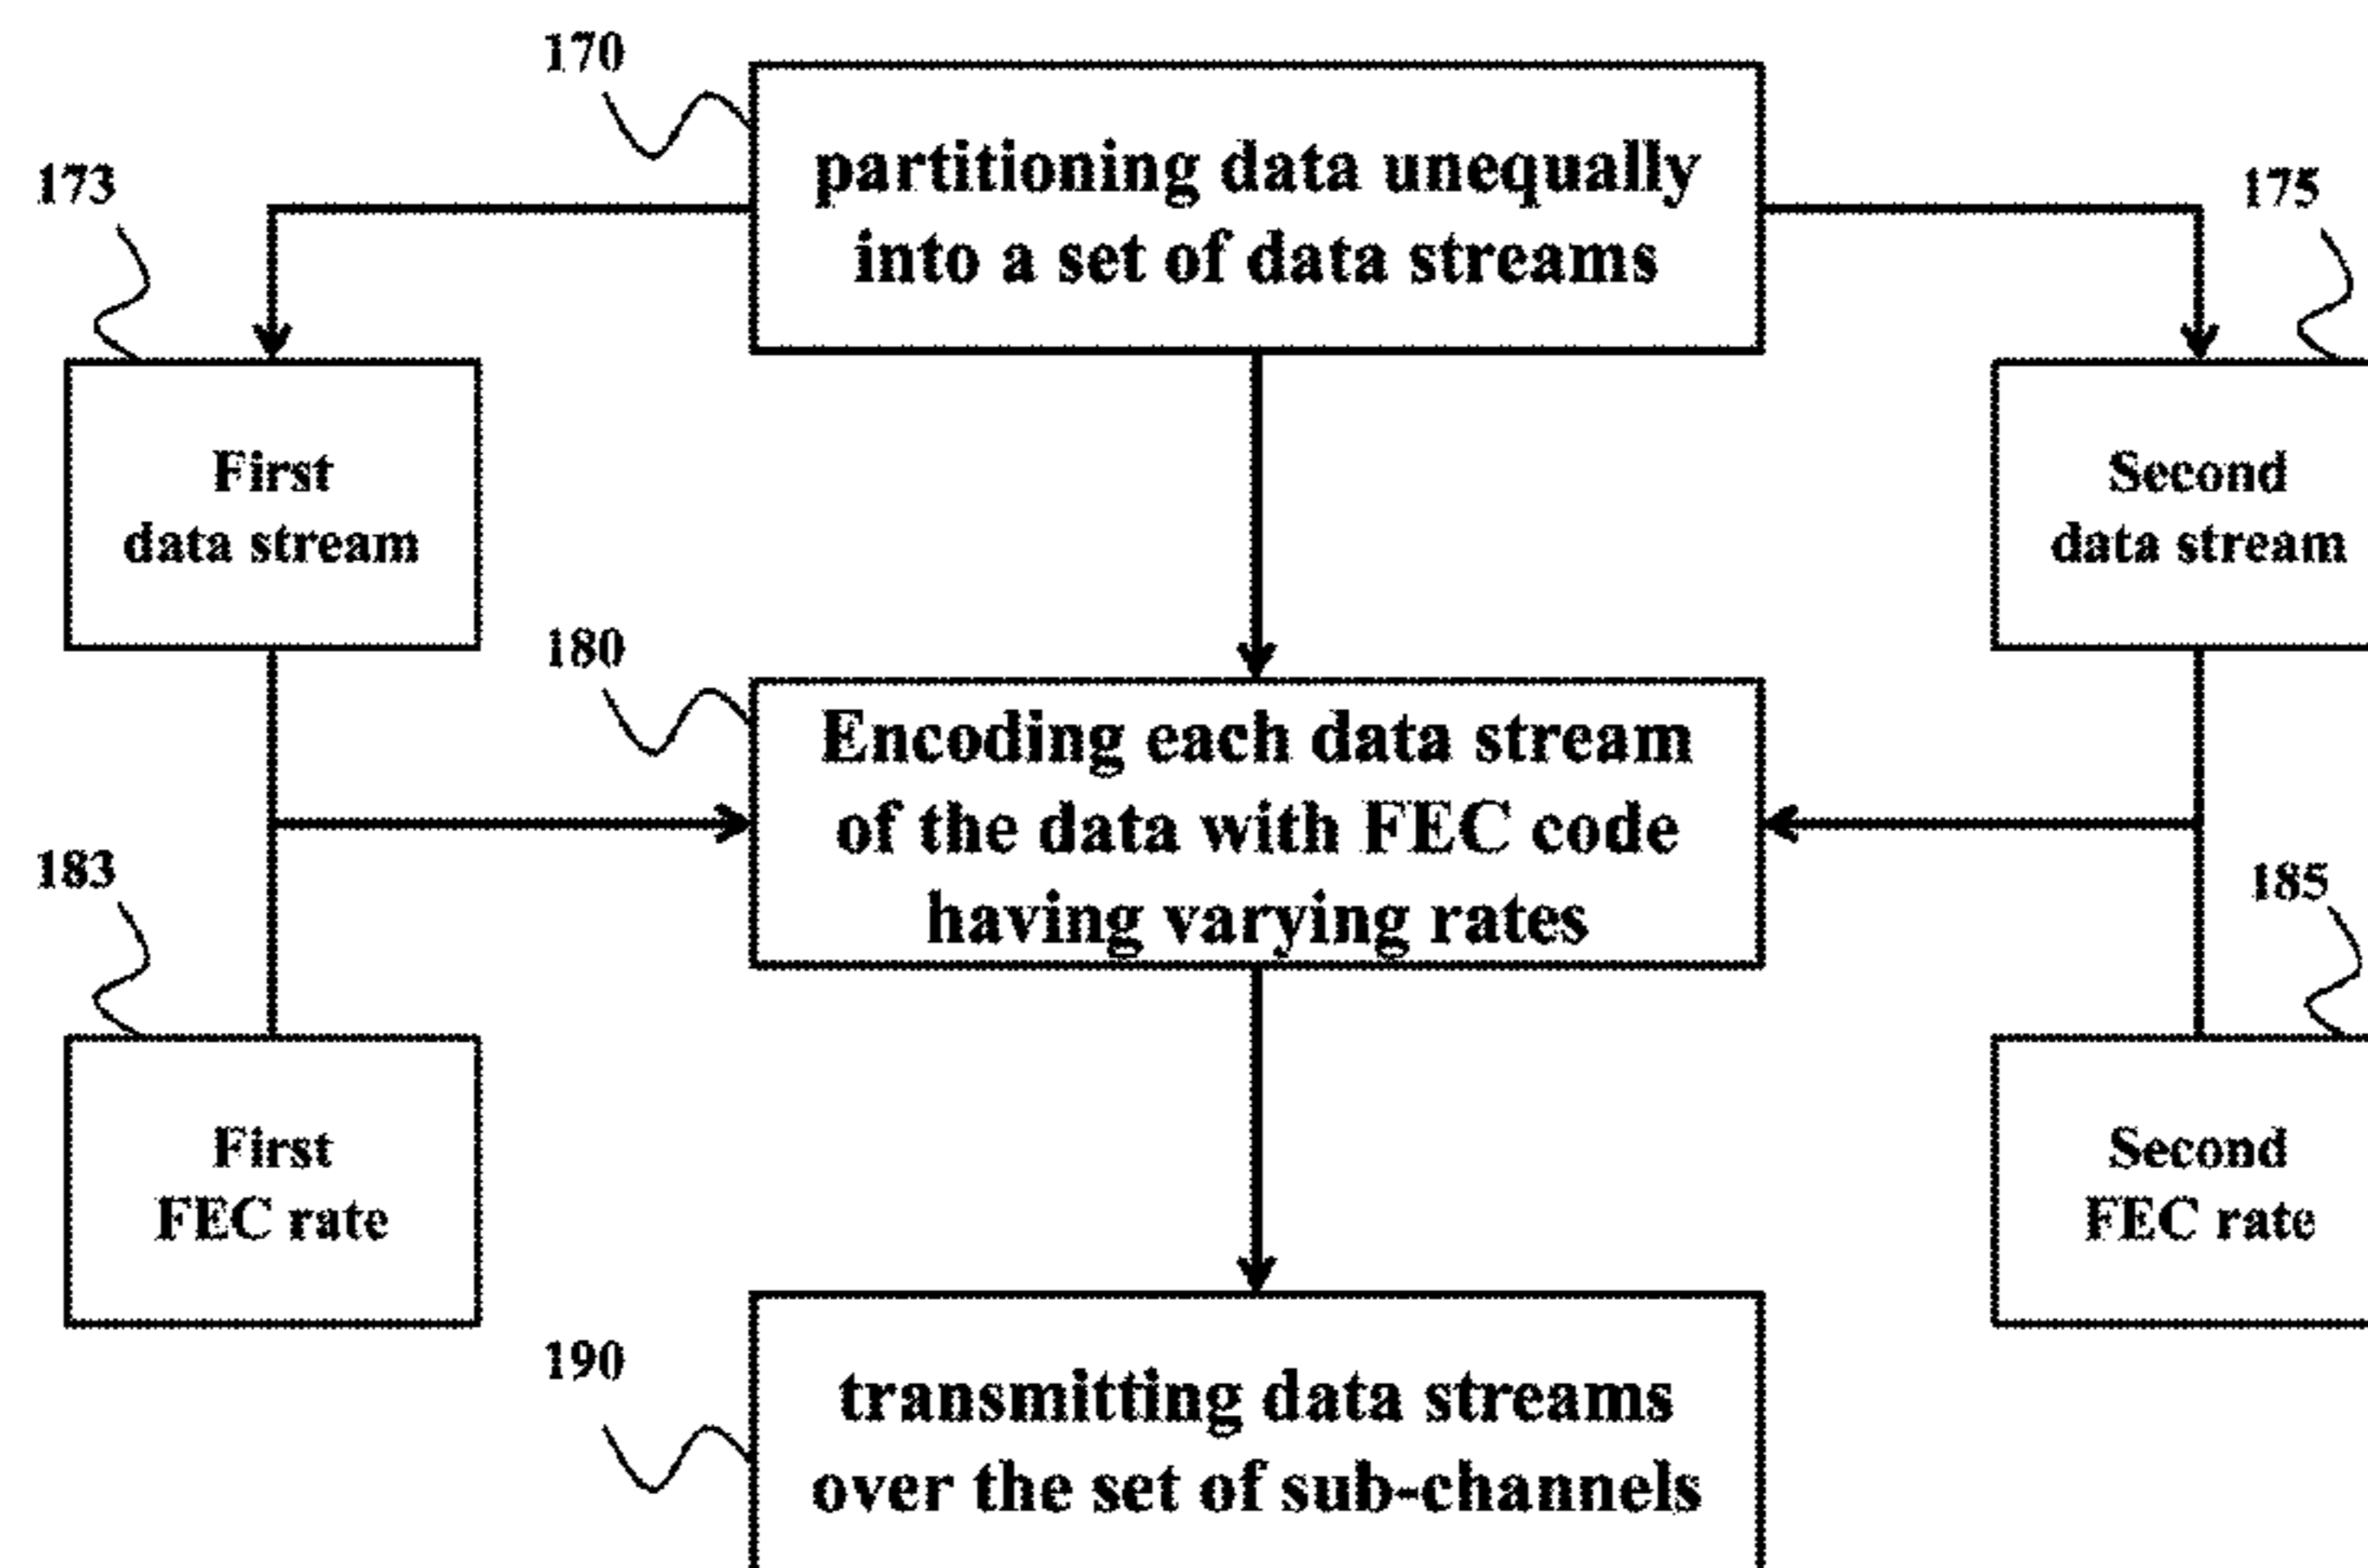 170
partitioning data unequally
into a set of data streams
173
175
First
data stream
Second
data stream
180
Encoding each data stream
of the data with FEC code
having varying rates
183
185
First
FEC rate
Second
FEC rate
190
transmitting data streams
over the set of sub-channels